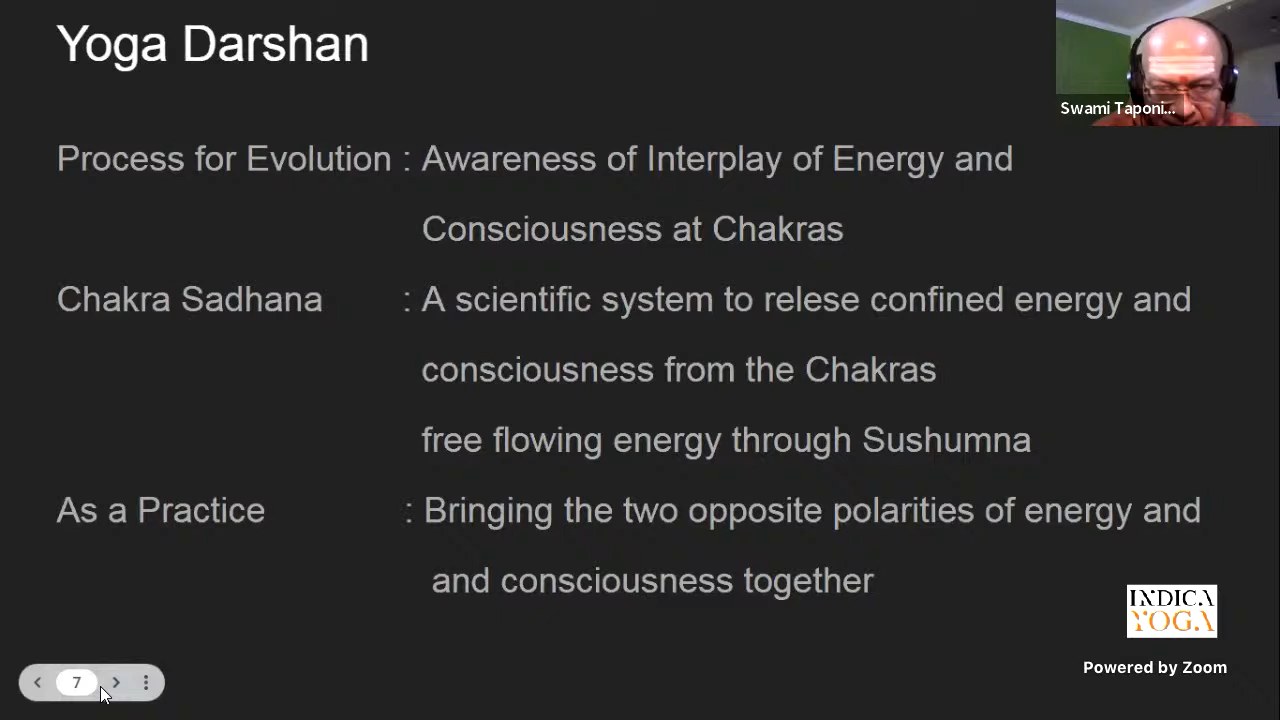 Yoga Darshan
Swami Taponi...
Process for Evolution : Awareness of Interplay of Energy and
Consciousness at Chakras
Chakra Sadhana : A scientific system to relese confined energy and
consciousness from the Chakras
free flowing energy through Sushumna
As a Practice : Bringing the two opposite polarities of energy and
and consciousness together
INDICA
YOGA
Powered by Zoom
7